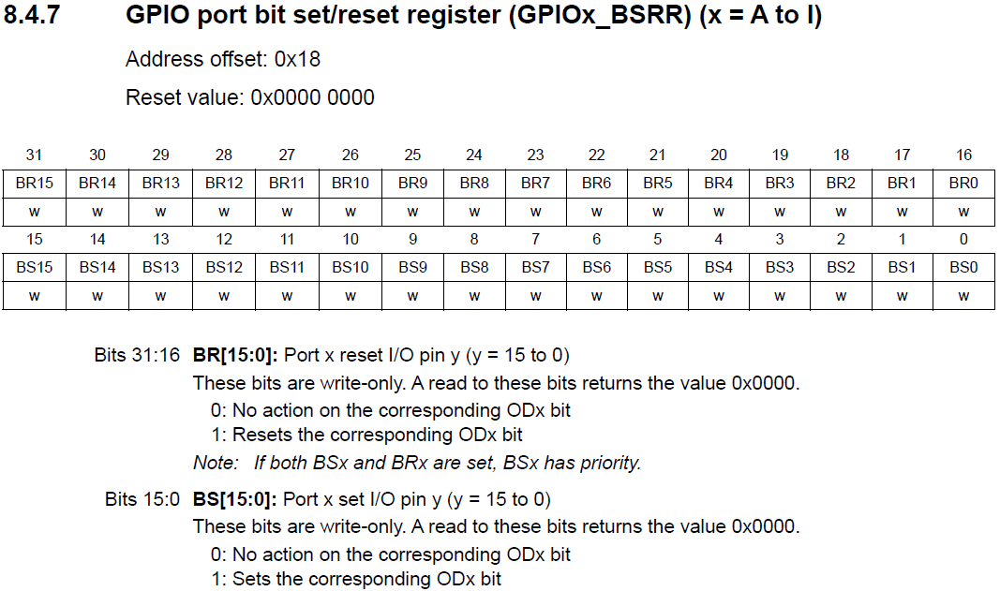 8.4.7 GPIO port bit set/reset register (GPIOx_BSRR) (x = A to I)
Address offset: 0x18
Reset value: 0x0000 0000
31 30 29 28 27 26 25 24 23 22 21 20 19 18 17 16
BR15 BR14 BR13 BR12 BR11 BR10 BR9 BR8 BR7 BR6 BR5 BR4 BR3 BR2 BR1 BR0
w w w w w w w w w w w w w w w w
15 14 13 12 11 10 9 8 7 6 5 4 3 2 1 0
BS15 BS14 BS13 BS12 BS11 BS10 BS9 BS8 BS7 BS6 BS5 BS4 BS3 BS2 BS1 BS0
w w w w w w w w w w w w w w w w
Bits 31:16 BR[15:0]: Port x reset I/O pin y (y = 15 to 0)
These bits are write-only. A read to these bits returns the value 0x0000.
0: No action on the corresponding ODx bit
1: Resets the corresponding ODx bit
Note: If both BSx and BRx are set, BSx has priority.
Bits 15:0 BS[15:0]: Port x set I/O pin y (y = 15 to 0)
These bits are write-only. A read to these bits returns the value 0x0000.
0: No action on the corresponding ODx bit
1: Sets the corresponding ODx bit